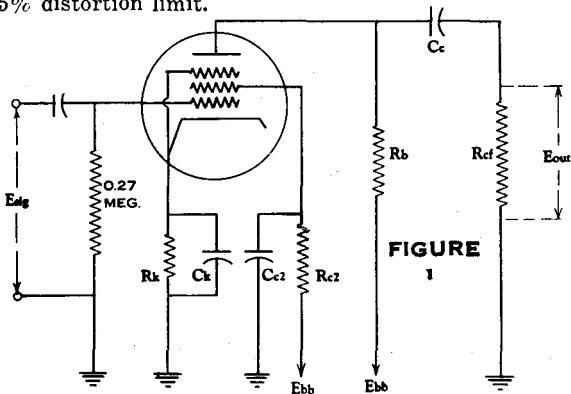 5% distortion limit.
Cc
Esig
0.27
MEG.
Rb
Rcf
Eout
FIGURE
1
Rk
Ck
Cc2
Rc2
Ebb
Ebb